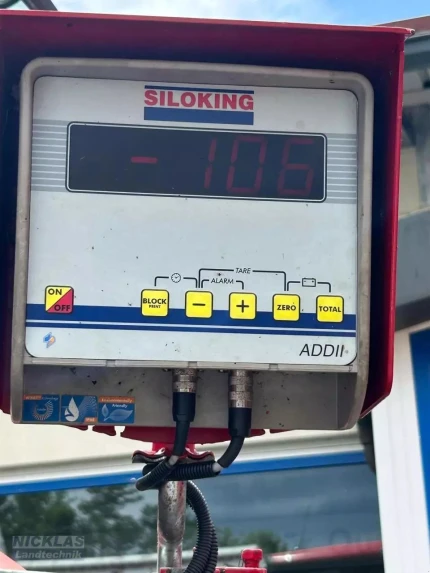 SILOKING
- 106
TARE
ALARM
ON
OFF
BLOCK
RESET
-
+
ZERO
TOTAL
ADDII
NICKLAS
Landtechnik